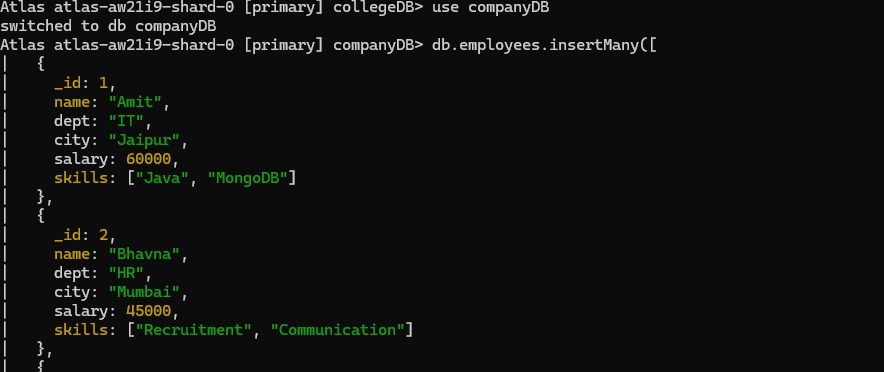 Atlas atlas-aw21i9-shard-0 [primary] collegeDB> use companyDB
switched to db companyDB
Atlas atlas-aw21i9-shard-0 [primary] companyDB> db.employees.insertMany([
|   {
|     _id: 1,
|     name: "Amit",
|     dept: "IT",
|     city: "Jaipur",
|     salary: 60000,
|     skills: ["Java", "MongoDB"]
|   },
|   {
|     _id: 2,
|     name: "Bhavna",
|     dept: "HR",
|     city: "Mumbai",
|     salary: 45000,
|     skills: ["Recruitment", "Communication"]
|   },
|   {